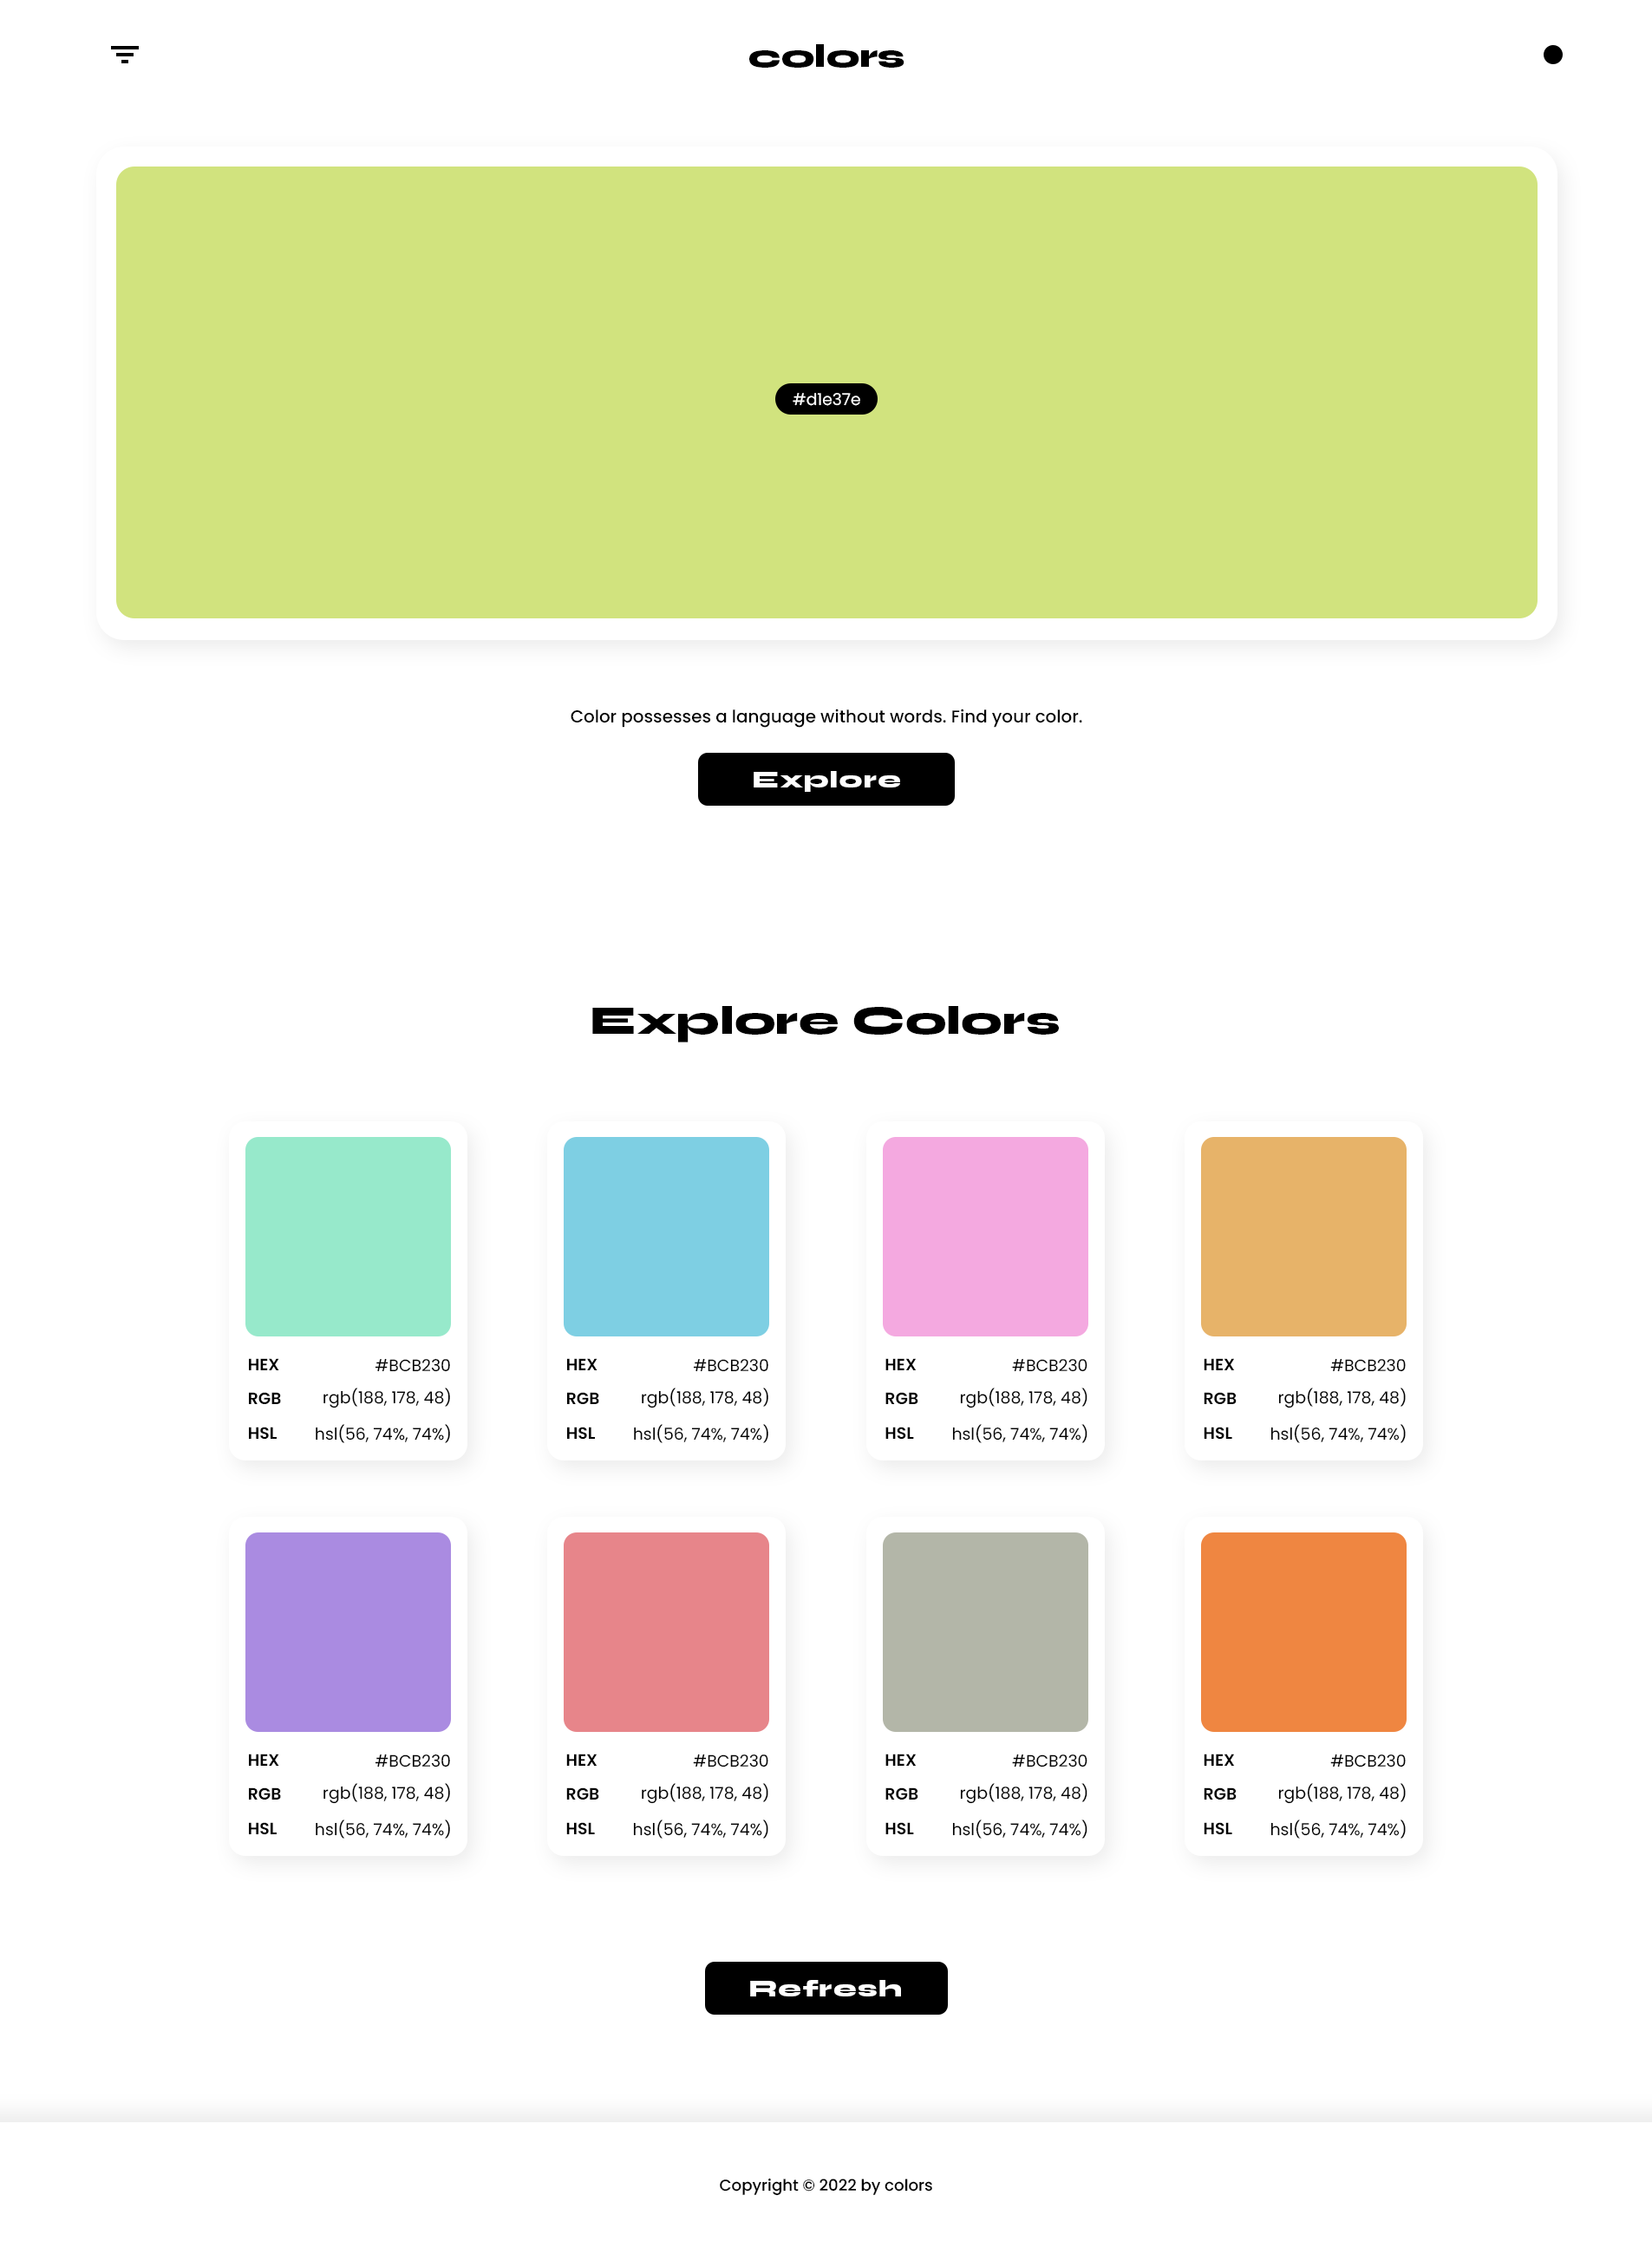 colors
#d1e37e
Color possesses a language without words. Find your color.
Explore
Explore Colors
HEX #BCB230
RGB rgb(188, 178, 48)
HSL hsl(56, 74%, 74%)
HEX #BCB230
RGB rgb(188, 178, 48)
HSL hsl(56, 74%, 74%)
HEX #BCB230
RGB rgb(188, 178, 48)
HSL hsl(56, 74%, 74%)
HEX #BCB230
RGB rgb(188, 178, 48)
HSL hsl(56, 74%, 74%)
HEX #BCB230
RGB rgb(188, 178, 48)
HSL hsl(56, 74%, 74%)
HEX #BCB230
RGB rgb(188, 178, 48)
HSL hsl(56, 74%, 74%)
HEX #BCB230
RGB rgb(188, 178, 48)
HSL hsl(56, 74%, 74%)
HEX #BCB230
RGB rgb(188, 178, 48)
HSL hsl(56, 74%, 74%)
Refresh
Copyright © 2022 by colors